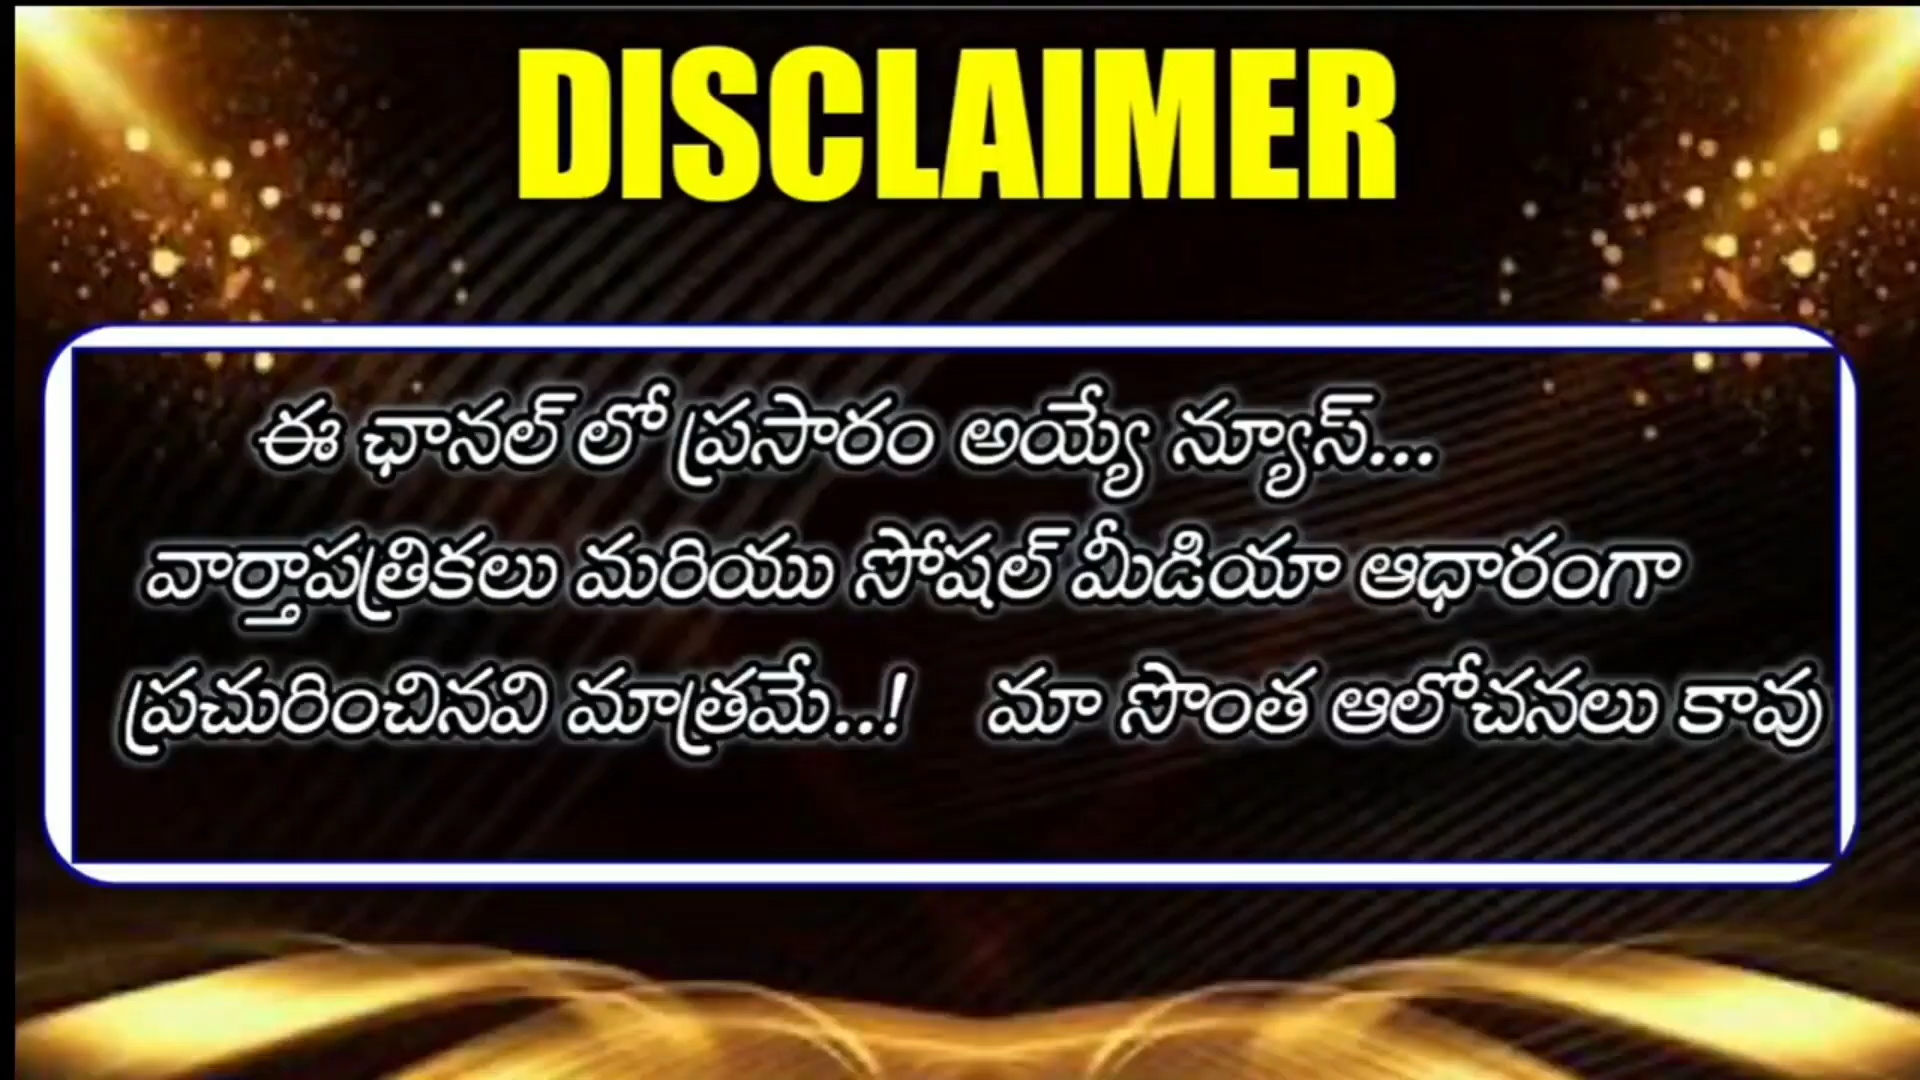 DISCLAIMER
ఈ ఛానల్ లో ప్రసారం అయ్యే న్యూస్...
వార్తాపత్రికలు మరియు సోషల్ మీడియా ఆధారంగా
ప్రచురించినవి మాత్రమే..! మా సొంత ఆలోచనలు కావు